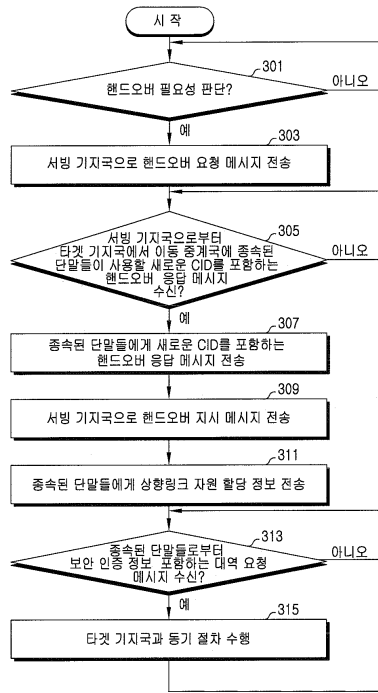 시 작
301
핸드오버 필요성 판단?
아니오
예
303
서빙 기지국으로 핸드오버 요청 메시지 전송
305
서빙 기지국으로부터
타겟 기지국에서 이동 중계국에 종속된
단말들이 사용할 새로운 CID를 포함하는
핸드오버 응답 메시지
수신?
아니오
예
307
종속된 단말들에게 새로운 CID를 포함하는
핸드오버 응답 메시지 전송
309
서빙 기지국으로 핸드오버 지시 메시지 전송
311
종속된 단말들에게 상향링크 자원 할당 정보 전송
313
종속된 단말들로부터
보안 인증 정보 포함하는 대역 요청
메시지 수신?
아니오
예
315
타겟 기지국과 동기 절차 수행